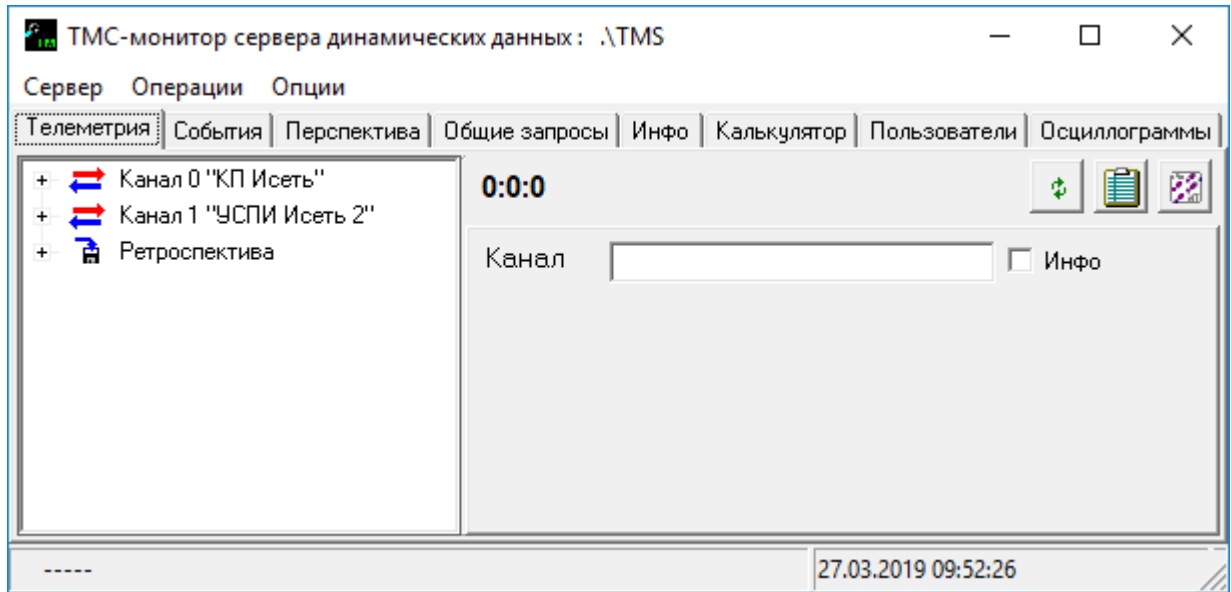 ТМС-монитор сервера динамических данных : .\TMS
Сервер Операции Опции
Телеметрия События Перспектива Общие запросы Инфо Калькулятор Пользователи Осциллограммы
Канал 0 "КП Исеть"
Канал 1 "УСПИ Исеть 2"
Ретроспектива
0:0:0
Канал Инфо
----- 27.03.2019 09:52:26